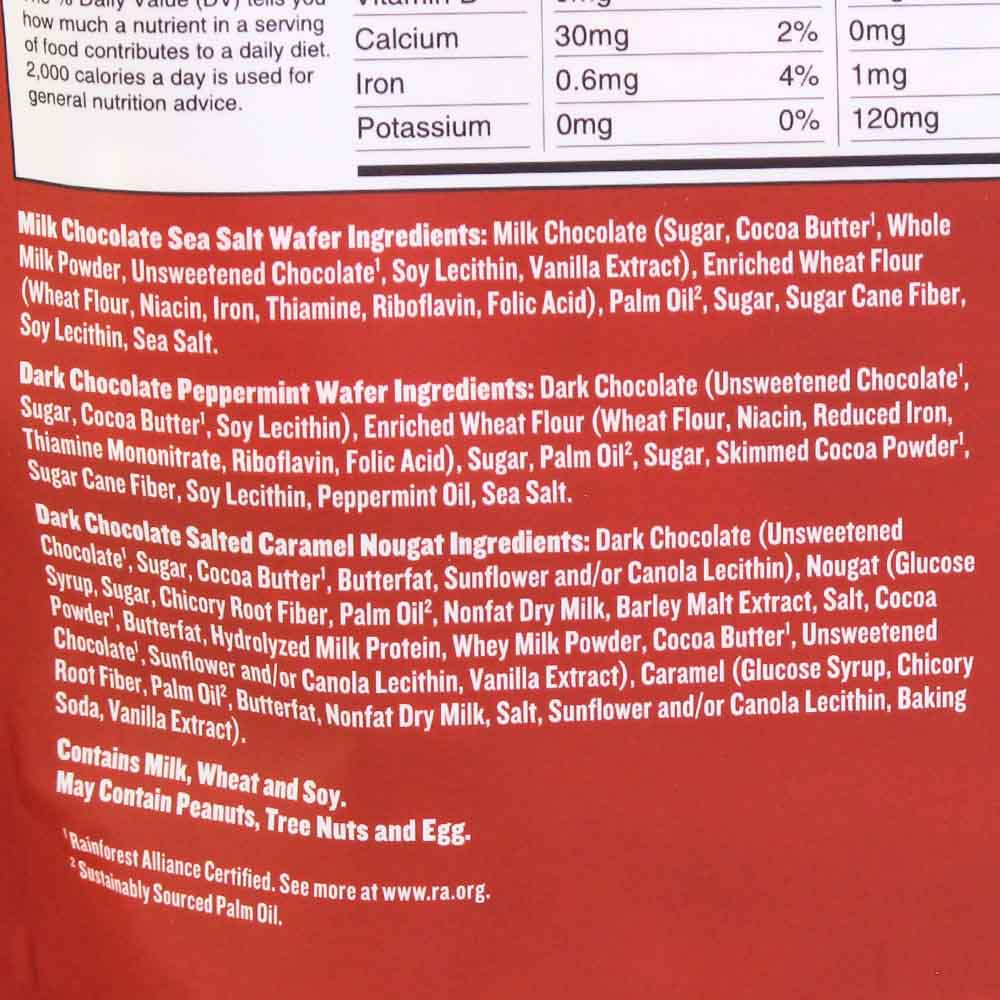 % Daily Value (DV) tells you
how much a nutrient in a serving
of food contributes to a daily diet.
2,000 calories a day is used for
general nutrition advice.
Calcium 30mg 2% 0mg
Iron 0.6mg 4% 1mg
Potassium 0mg 0% 120mg
Milk Chocolate Sea Salt Wafer Ingredients: Milk Chocolate (Sugar, Cocoa Butter¹, Whole
Milk Powder, Unsweetened Chocolate¹, Soy Lecithin, Vanilla Extract), Enriched Wheat Flour
(Wheat Flour, Niacin, Iron, Thiamine, Riboflavin, Folic Acid), Palm Oil², Sugar, Sugar Cane Fiber,
Soy Lecithin, Sea Salt.
Dark Chocolate Peppermint Wafer Ingredients: Dark Chocolate (Unsweetened Chocolate¹,
Sugar, Cocoa Butter¹, Soy Lecithin), Enriched Wheat Flour (Wheat Flour, Niacin, Reduced Iron,
Thiamine Mononitrate, Riboflavin, Folic Acid), Sugar, Palm Oil², Sugar, Skimmed Cocoa Powder¹,
Sugar Cane Fiber, Soy Lecithin, Peppermint Oil, Sea Salt.
Dark Chocolate Salted Caramel Nougat Ingredients: Dark Chocolate (Unsweetened
Chocolate¹, Sugar, Cocoa Butter¹, Butterfat, Sunflower and/or Canola Lecithin), Nougat (Glucose
Syrup, Sugar, Chicory Root Fiber, Palm Oil², Nonfat Dry Milk, Barley Malt Extract, Salt, Cocoa
Powder¹, Butterfat, Hydrolyzed Milk Protein, Whey Milk Powder, Cocoa Butter¹, Unsweetened
Chocolate¹, Sunflower and/or Canola Lecithin, Vanilla Extract), Caramel (Glucose Syrup, Chicory
Root Fiber, Palm Oil², Butterfat, Nonfat Dry Milk, Salt, Sunflower and/or Canola Lecithin, Baking
Soda, Vanilla Extract).
Contains Milk, Wheat and Soy.
May Contain Peanuts, Tree Nuts and Egg.
¹ Rainforest Alliance Certified. See more at www.ra.org.
² Sustainably Sourced Palm Oil.